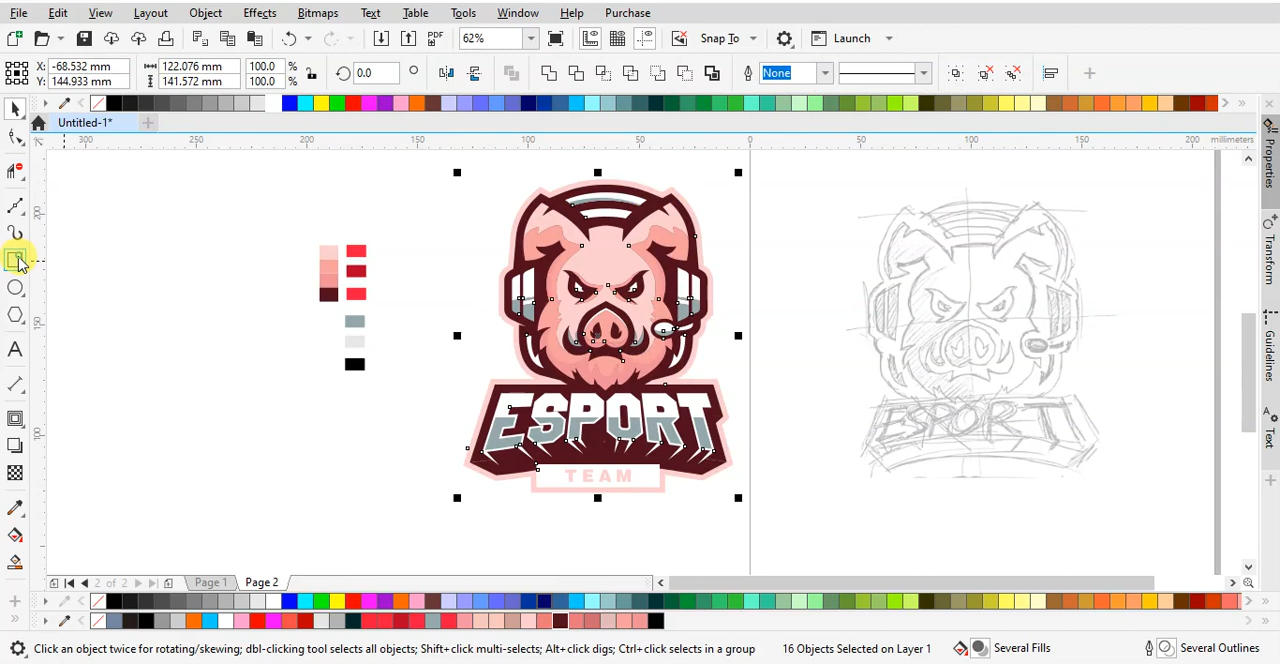 File Edit View Layout Object Effects Bitmaps Text Table Tools Window Help Purchase
PDF 62% Snap To Launch
X: -68.532 mm 122.076 mm 100.0 % 0.0 ° None
Y: 144.933 mm 141.572 mm 100.0 %
Untitled-1*
300 250 200 150 100 50 0 50 100 150 200 millimeters
200
150
100
Properties
Transform
Guidelines
Text
ESPORT
TEAM
ESPORT
2 of 2 Page 1 Page 2
Click an object twice for rotating/skewing; dbl-clicking tool selects all objects; Shift+click multi-selects; Alt+click digs; Ctrl+click selects in a group 16 Objects Selected on Layer 1 Several Fills Several Outlines